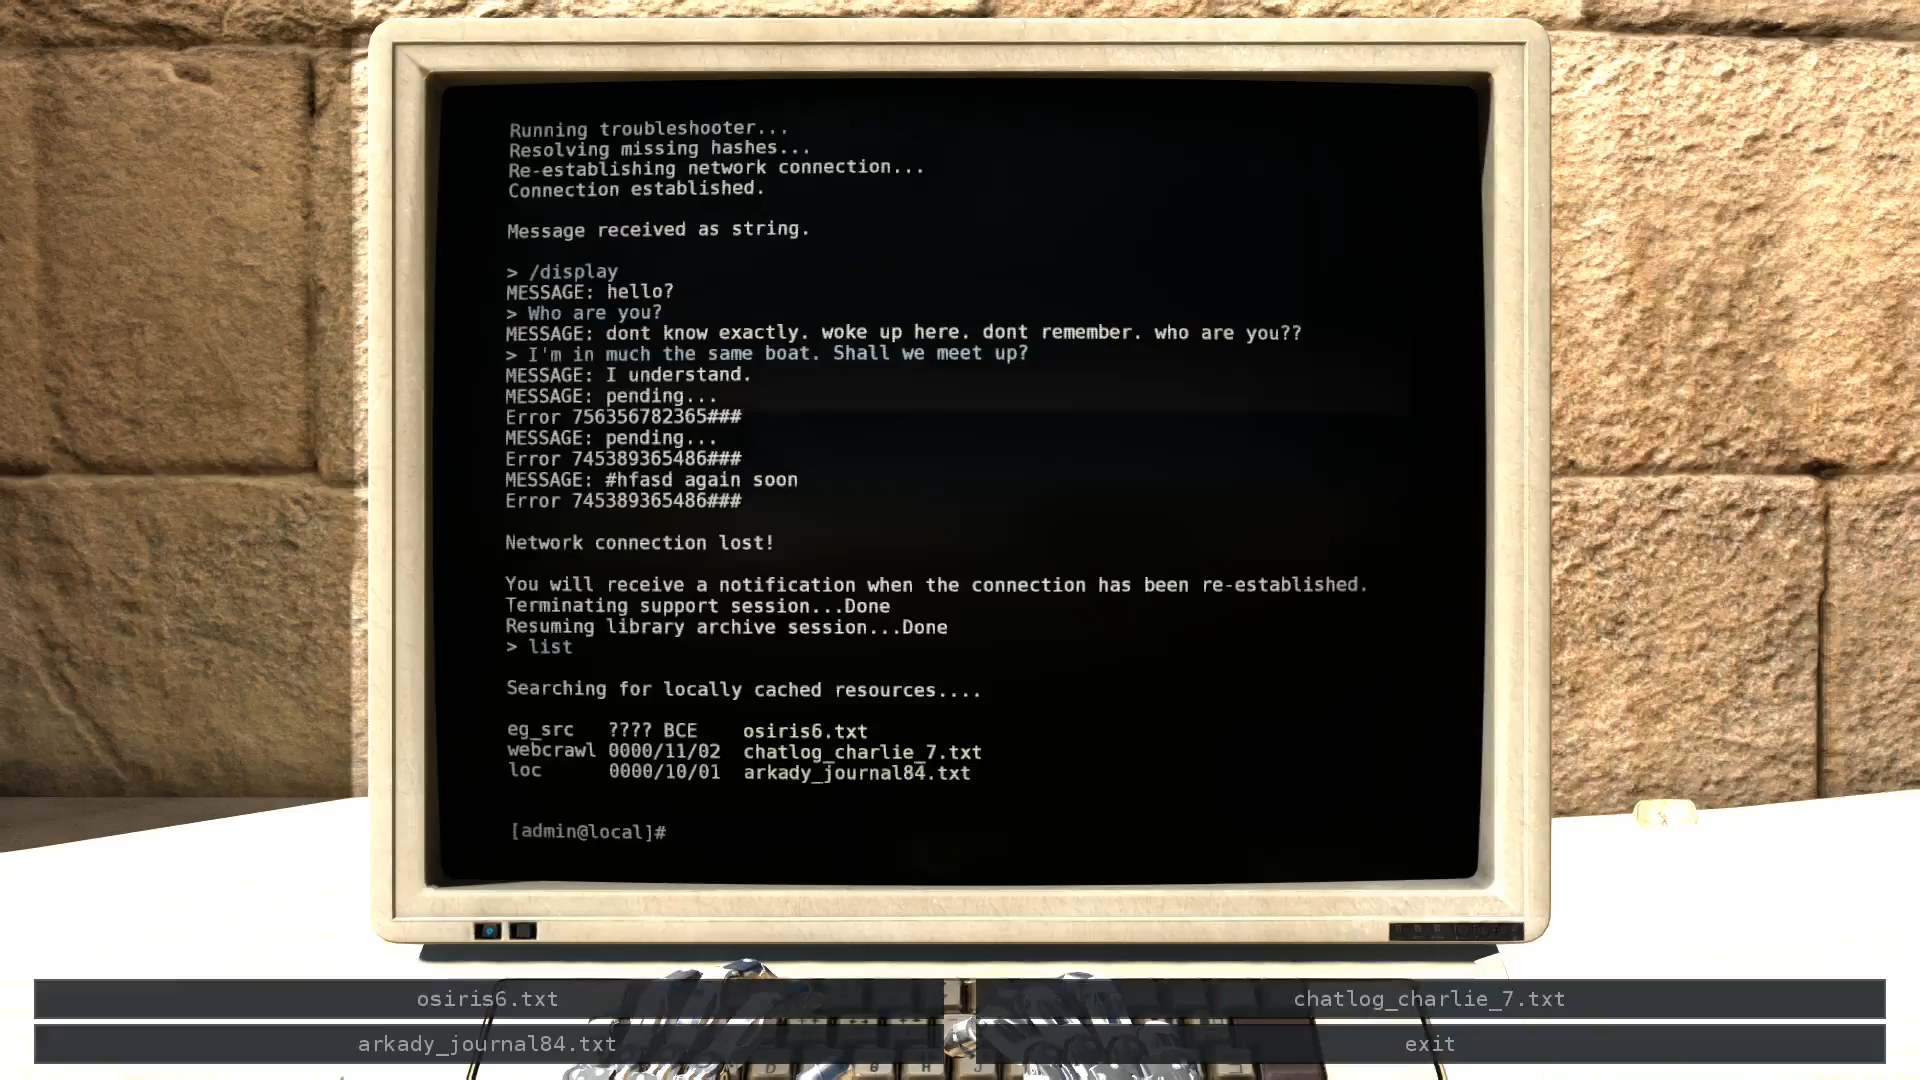 Running troubleshooter...
Resolving missing hashes...
Re-establishing network connection...
Connection established.
Message received as string.
> /display
MESSAGE: hello?
> Who are you?
MESSAGE: dont know exactly. woke up here. dont remember. who are you??
> I'm in much the same boat. Shall we meet up?
MESSAGE: I understand.
MESSAGE: pending...
Error 756356782365###
MESSAGE: pending...
Error 745389365486###
MESSAGE: #hfasd again soon
Error 745389365486###
Network connection lost!
You will receive a notification when the connection has been re-established.
Terminating support session...Done
Resuming library archive session...Done
> list
Searching for locally cached resources....
eg_src ???? BCE osiris6.txt
webcrawl 0000/11/02 chatlog_charlie_7.txt
loc 0000/10/01 arkady_journal84.txt
[admin@local]#
osiris6.txt
chatlog_charlie_7.txt
arkady_journal84.txt
exit